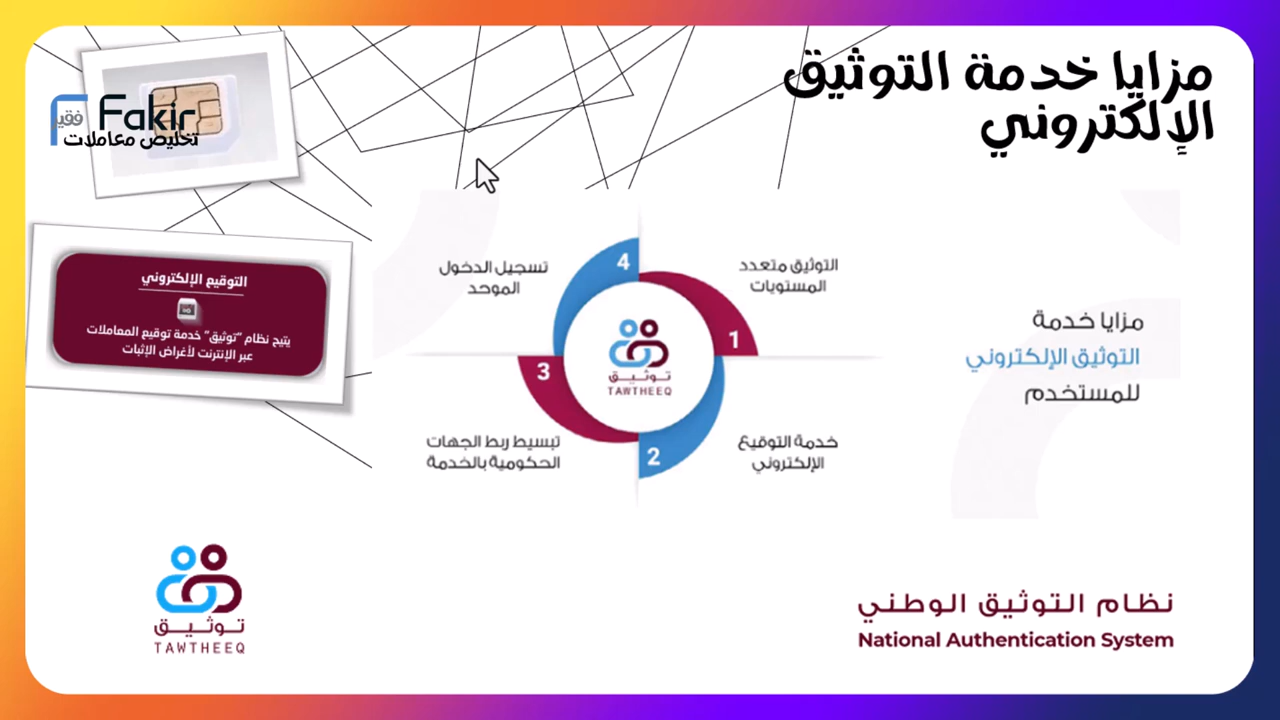 مزايا خدمة التوثيق
الإلكتروني
Fakir
فقير
تخليص معاملات
التوقيع الإلكتروني
يتيح نظام "توثيق" خدمة توقيع المعاملات
عبر الإنترنت لأغراض الإثبات
التوثيق متعدد
المستويات
1
خدمة التوقيع
الإلكتروني
2
تبسيط ربط الجهات
الحكومية بالخدمة
3
تسجيل الدخول
الموحد
4
توثيق
TAWTHEEQ
مزايا خدمة
التوثيق الإلكتروني
للمستخدم
توثيق
TAWTHEEQ
نظام التوثيق الوطني
National Authentication System